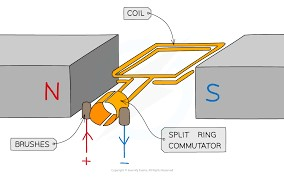 COIL
N
S
BRUSHES
SPLIT RING
COMMUTATOR
+
−